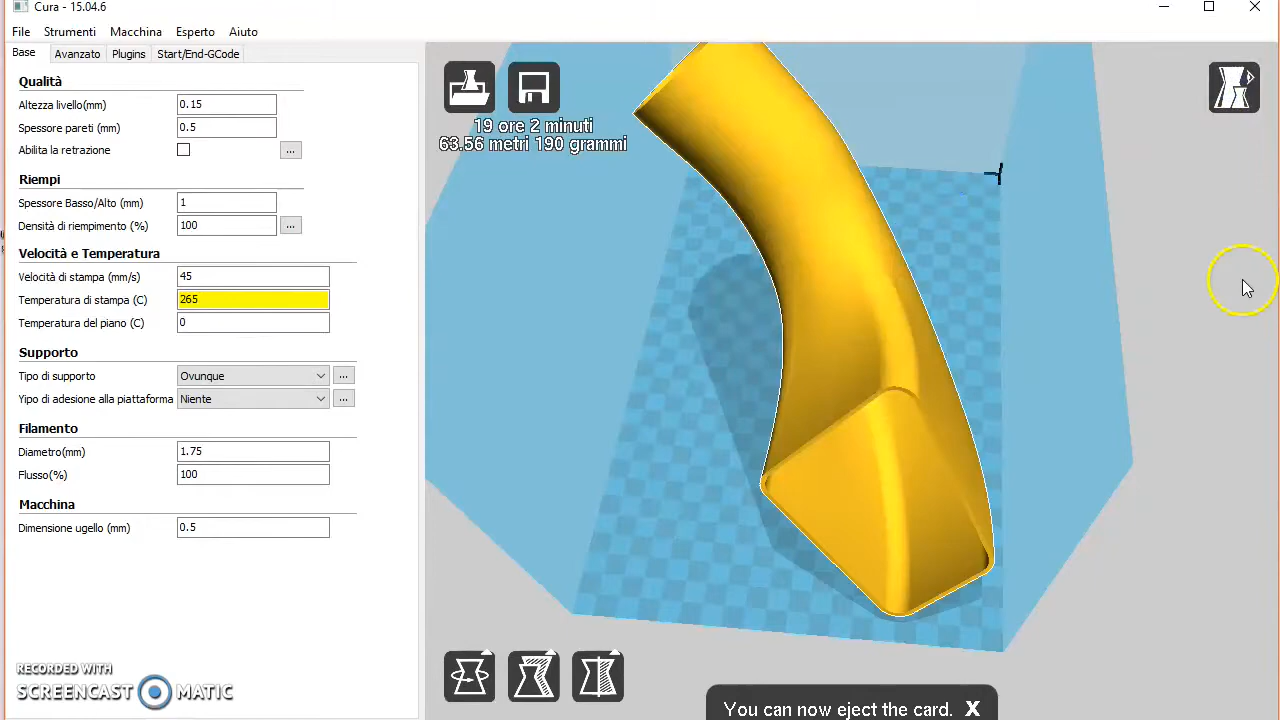 Cura - 15.04.6
File Strumenti Macchina Esperto Aiuto
Base Avanzato Plugins Start/End-GCode
Qualità
Altezza livello(mm) 0.15
Spessore pareti (mm) 0.5
Abilita la retrazione ...
Riempi
Spessore Basso/Alto (mm) 1
Densità di riempimento (%) 100 ...
Velocità e Temperatura
Velocità di stampa (mm/s) 45
Temperatura di stampa (C) 265
Temperatura del piano (C) 0
Supporto
Tipo di supporto Ovunque ...
Yipo di adesione alla piattaforma Niente ...
Filamento
Diametro(mm) 1.75
Flusso(%) 100
Macchina
Dimensione ugello (mm) 0.5
RECORDED WITH
SCREENCAST MATIC
19 ore 2 minuti
63.56 metri 190 grammi
You can now eject the card. X